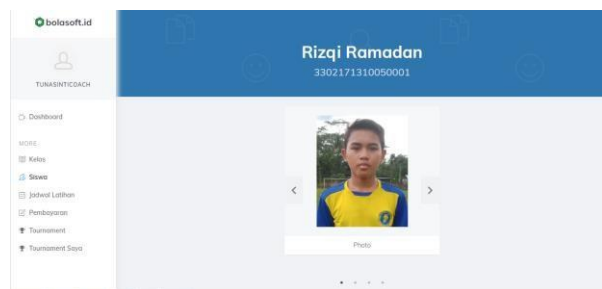 bolasoft.id
TUNASINTICOACH
Dashboard
MORE
Kelas
Siswa
Jadwal Latihan
Pembayaran
Tournament
Tournament Saya
Rizqi Ramadan
3302171310050001
Photo